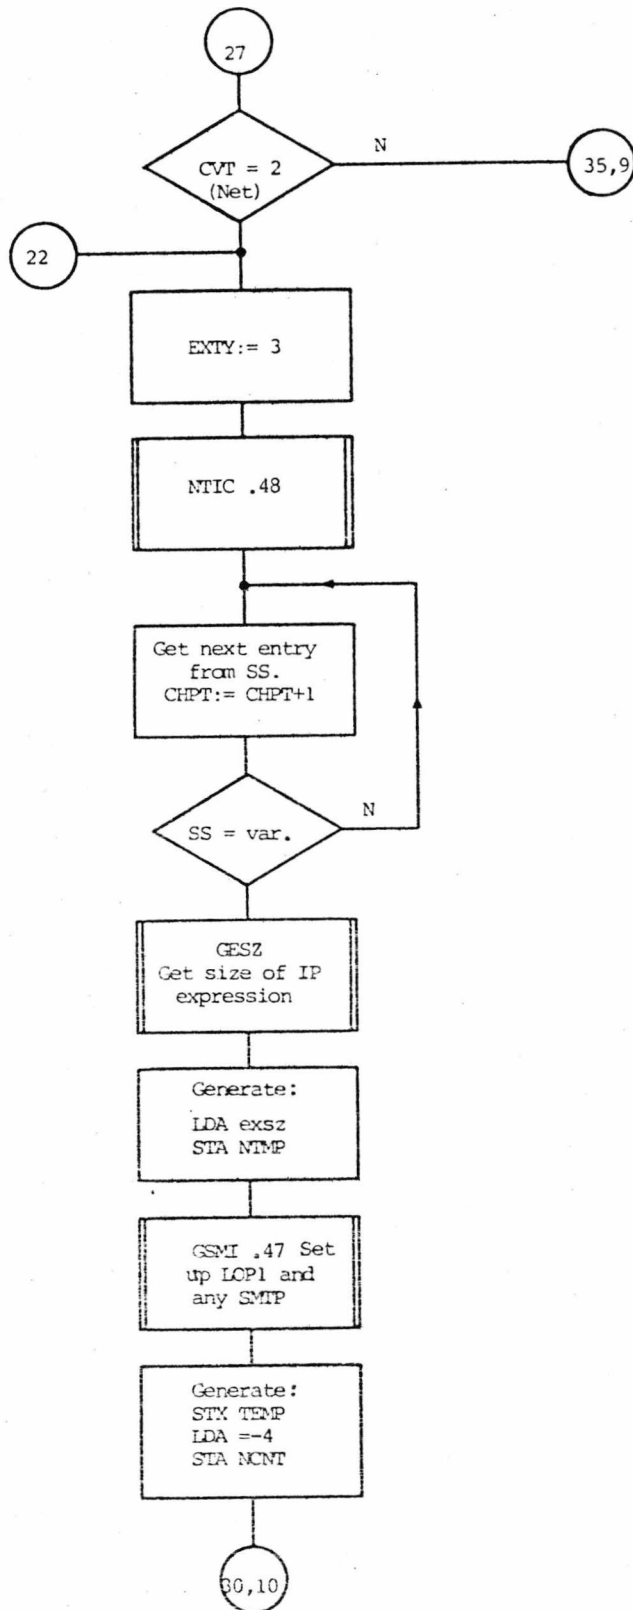 27
N
CVT = 2
(Net)
35,9
22
EXTY:= 3
NTIC .48
Get next entry
from SS.
CHPT:= CHPT+1
N
SS = var.
GESZ
Get size of IP
expression
Generate:
LDA exsz
STA NTMP
GSMI .47 Set
up LOP1 and
any SMTP
Generate:
STX TEMP
LDA =-4
STA NCNT
30,10